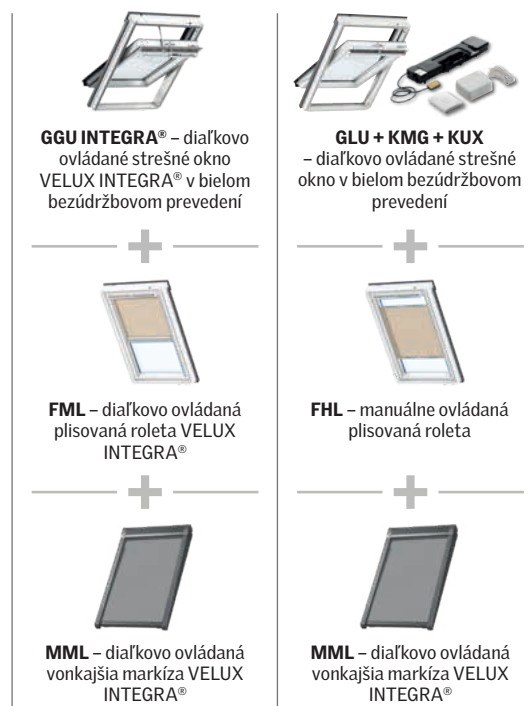 GGU INTEGRA® – diaľkovo
ovládané strešné okno
VELUX INTEGRA® v bielom
bezúdržbovom prevedení
FML – diaľkovo ovládaná
plisovaná roleta VELUX
INTEGRA®
MML – diaľkovo ovládaná
vonkajšia markíza VELUX
INTEGRA®
GLU + KMG + KUX
– diaľkovo ovládané strešné
okno v bielom bezúdržbovom
prevedení
FHL – manuálne ovládaná
plisovaná roleta
MML – diaľkovo ovládaná
vonkajšia markíza VELUX
INTEGRA®